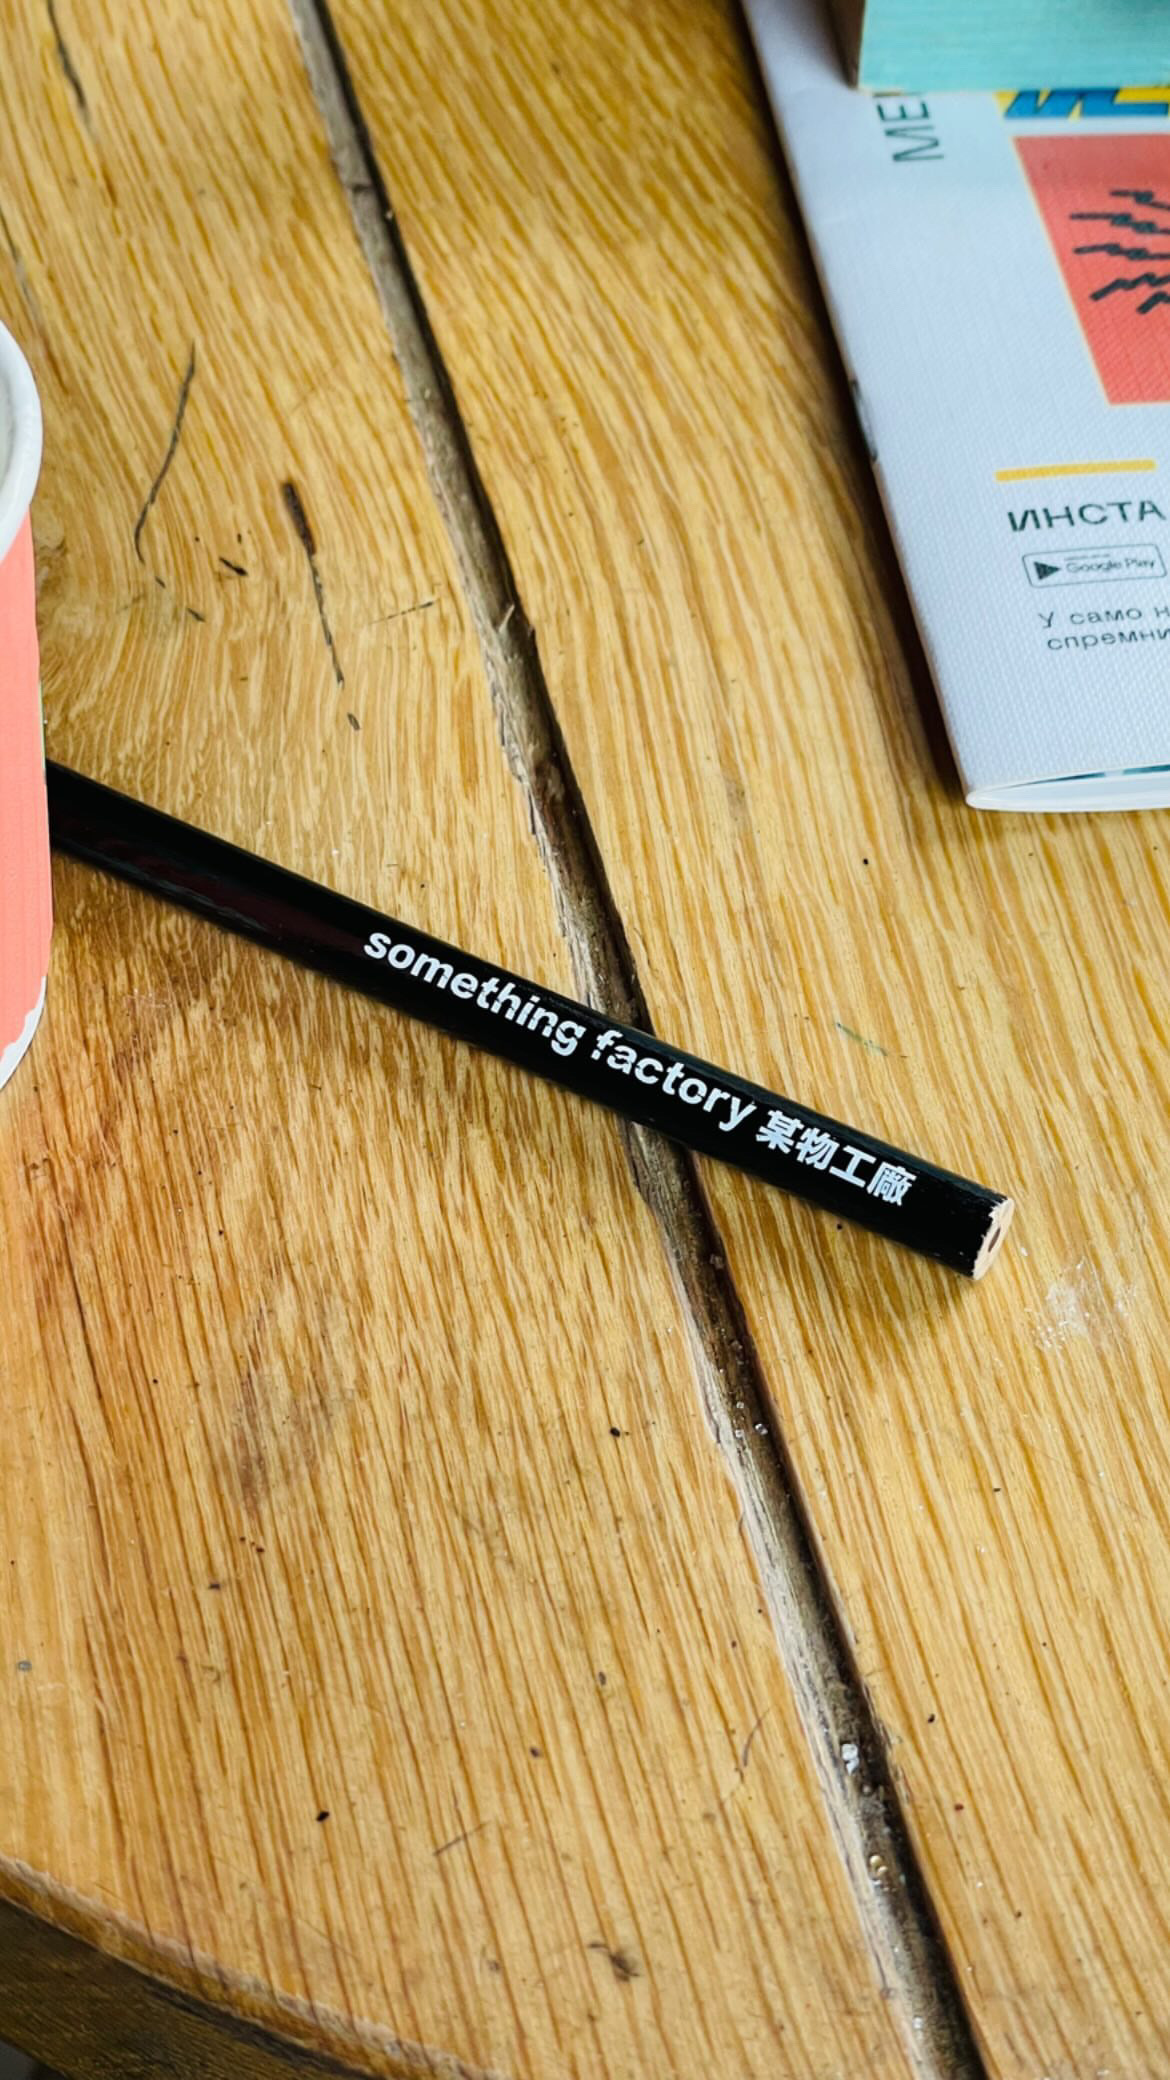 МЕ
ИНСТА
Google Play
У само н
спремни
something factory 某物工廠